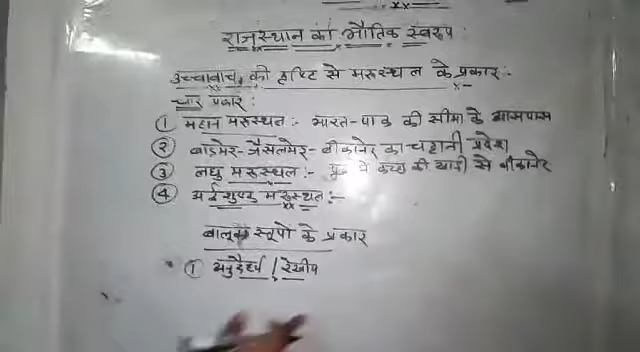 राजस्थान का भौतिक स्वरूप :
उच्चावाच की दृष्टि से मरूस्थल के प्रकार :-
चार प्रकार :
① महान मरूस्थल :- भारत-पाक की सीमा के आसपास
② बाडमेर-जैसलमेर-बीकानेर का चट्टानी प्रदेश
③ लघु मरूस्थल :- पूर्व में कच्छ की खाड़ी से बीकानेर
④ अर्द्धशुष्क मरूस्थल :-
बालूका स्तूपों के प्रकार
① अनुदैर्ध्य / रेखीय